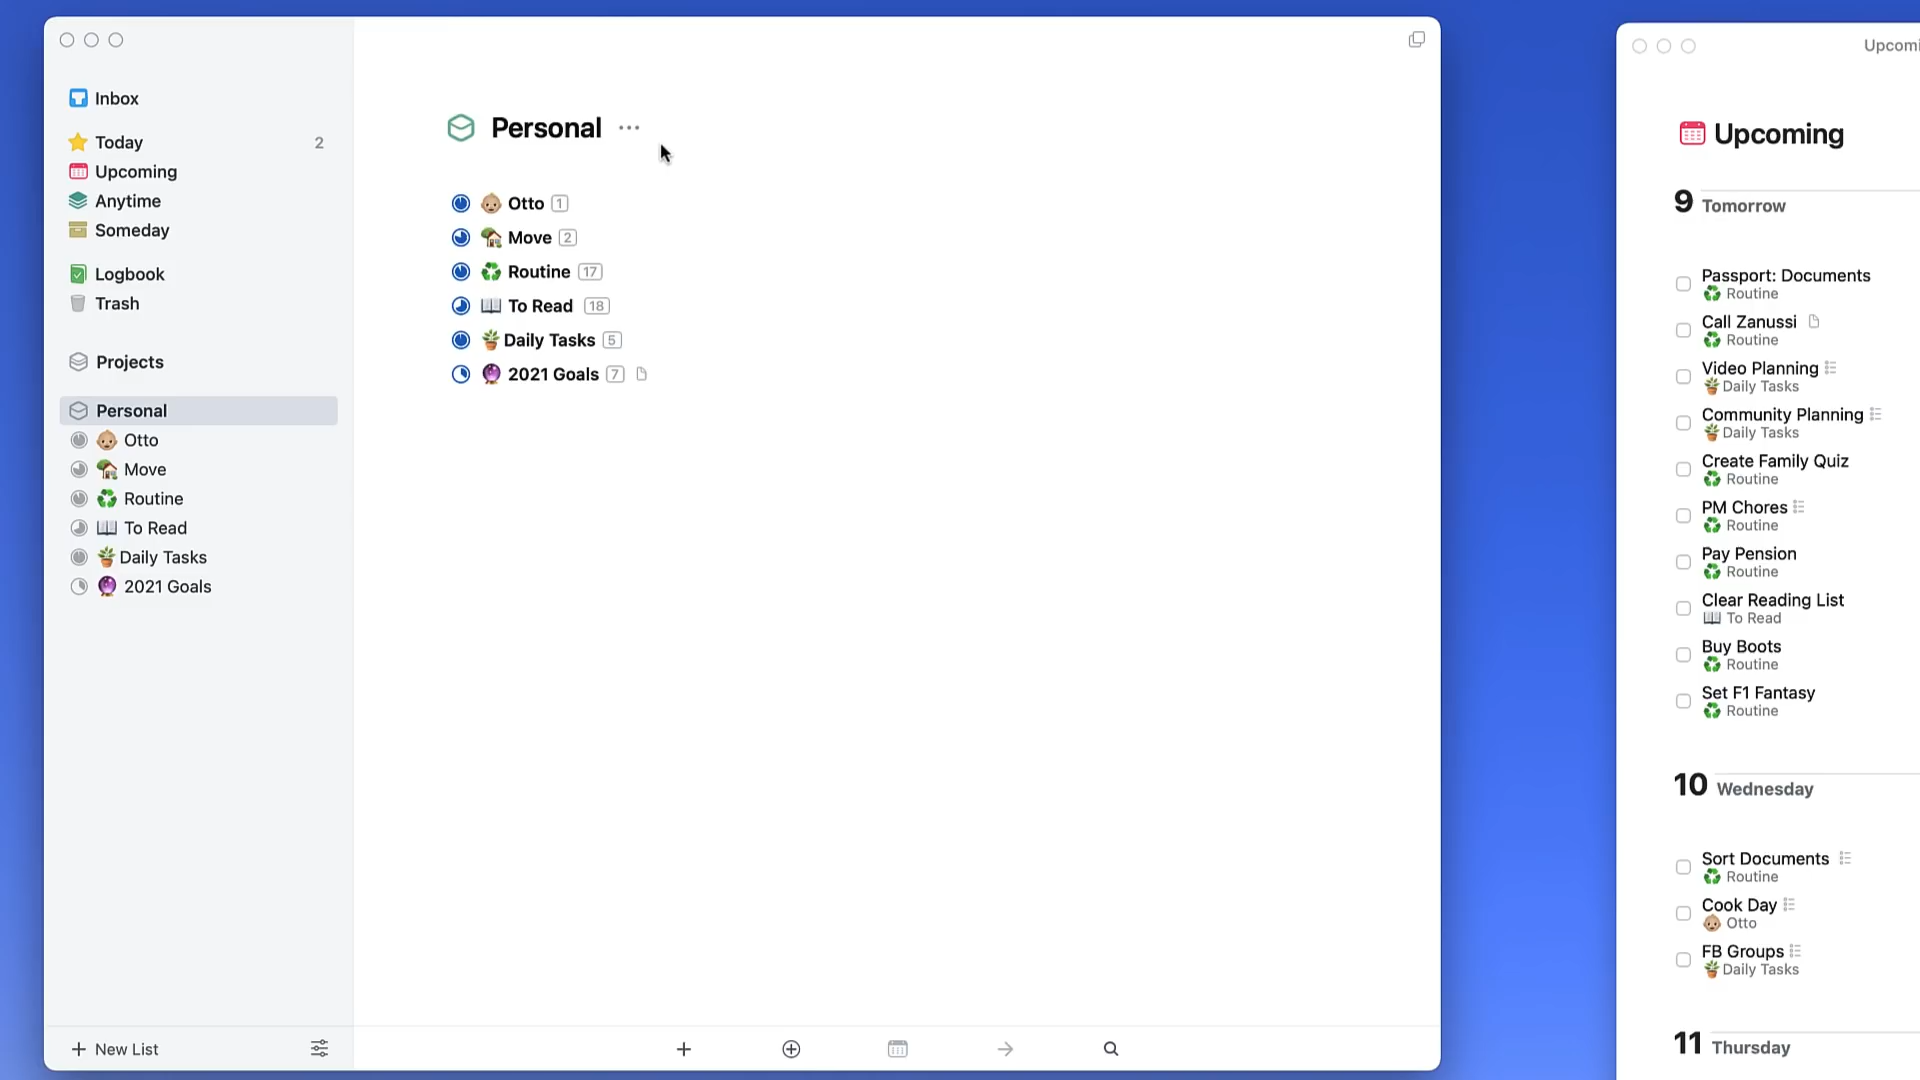 Inbox
Today 2
Upcoming
Anytime
Someday
Logbook
Trash
Projects
Personal
Otto
Move
Routine
To Read
Daily Tasks
2021 Goals
New List
Personal
Otto 1
Move 2
Routine 17
To Read 18
Daily Tasks 5
2021 Goals 7
Upcomi
Upcoming
9 Tomorrow
Passport: Documents
Routine
Call Zanussi
Routine
Video Planning
Daily Tasks
Community Planning
Daily Tasks
Create Family Quiz
Routine
PM Chores
Routine
Pay Pension
Routine
Clear Reading List
To Read
Buy Boots
Routine
Set F1 Fantasy
Routine
10 Wednesday
Sort Documents
Routine
Cook Day
Otto
FB Groups
Daily Tasks
11 Thursday